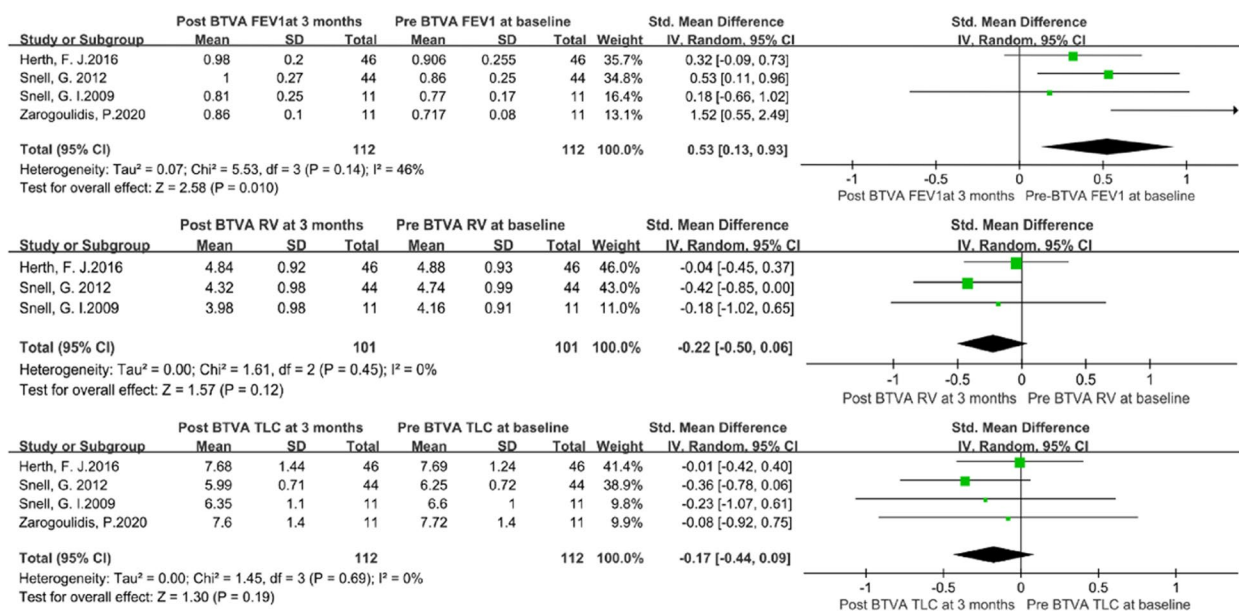 Post BTVA FEV1at 3 months Pre BTVA FEV1 at baseline Std. Mean Difference Std. Mean Difference
Study or Subgroup Mean SD Total Mean SD Total Weight IV, Random, 95% CI IV, Random, 95% CI
Herth, F. J.2016 0.98 0.2 46 0.906 0.255 46 35.7% 0.32 [-0.09, 0.73]
Snell, G. 2012 1 0.27 44 0.86 0.25 44 34.8% 0.53 [0.11, 0.96]
Snell, G. I.2009 0.81 0.25 11 0.77 0.17 11 16.4% 0.18 [-0.66, 1.02]
Zarogoulidis, P.2020 0.86 0.1 11 0.717 0.08 11 13.1% 1.52 [0.55, 2.49]
Total (95% CI) 112 112 100.0% 0.53 [0.13, 0.93]
Heterogeneity: Tau² = 0.07; Chi² = 5.53, df = 3 (P = 0.14); I² = 46%
Test for overall effect: Z = 2.58 (P = 0.010)
-1 -0.5 0 0.5 1
Post BTVA FEV1at 3 months Pre-BTVA FEV1 at baseline
Post BTVA RV at 3 months Pre BTVA RV at baseline Std. Mean Difference Std. Mean Difference
Study or Subgroup Mean SD Total Mean SD Total Weight IV, Random, 95% CI IV, Random, 95% CI
Herth, F. J.2016 4.84 0.92 46 4.88 0.93 46 46.0% -0.04 [-0.45, 0.37]
Snell, G. 2012 4.32 0.98 44 4.74 0.99 44 43.0% -0.42 [-0.85, 0.00]
Snell, G. I.2009 3.98 0.98 11 4.16 0.91 11 11.0% -0.18 [-1.02, 0.65]
Total (95% CI) 101 101 100.0% -0.22 [-0.50, 0.06]
Heterogeneity: Tau² = 0.00; Chi² = 1.61, df = 2 (P = 0.45); I² = 0%
Test for overall effect: Z = 1.57 (P = 0.12)
-1 -0.5 0 0.5 1
Post BTVA RV at 3 months Pre BTVA RV at baseline
Post BTVA TLC at 3 months Pre BTVA TLC at baseline Std. Mean Difference Std. Mean Difference
Study or Subgroup Mean SD Total Mean SD Total Weight IV, Random, 95% CI IV, Random, 95% CI
Herth, F. J.2016 7.68 1.44 46 7.69 1.24 46 41.4% -0.01 [-0.42, 0.40]
Snell, G. 2012 5.99 0.71 44 6.25 0.72 44 38.9% -0.36 [-0.78, 0.06]
Snell, G. I.2009 6.35 1.1 11 6.6 1 11 9.8% -0.23 [-1.07, 0.61]
Zarogoulidis, P.2020 7.6 1.4 11 7.72 1.4 11 9.9% -0.08 [-0.92, 0.75]
Total (95% CI) 112 112 100.0% -0.17 [-0.44, 0.09]
Heterogeneity: Tau² = 0.00; Chi² = 1.45, df = 3 (P = 0.69); I² = 0%
Test for overall effect: Z = 1.30 (P = 0.19)
-1 -0.5 0 0.5 1
Post BTVA TLC at 3 months Pre BTVA TLC at baseline